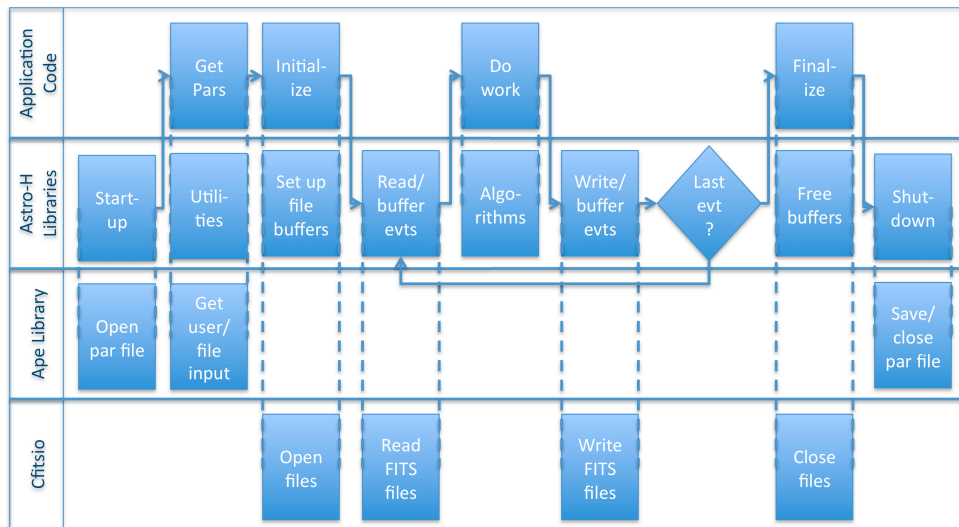 Application
Code
Get
Pars
Initial-
ize
Do
work
Final-
ize
Astro-H
Libraries
Start-
up
Utili-
ties
Set up
file
buffers
Read/
buffer
evts
Algo-
rithms
Write/
buffer
evts
Last
evt
?
Free
buffers
Shut-
down
Ape Library
Open
par file
Get
user/
file
input
Save/
close
par file
Cfitsio
Open
files
Read
FITS
files
Write
FITS
files
Close
files